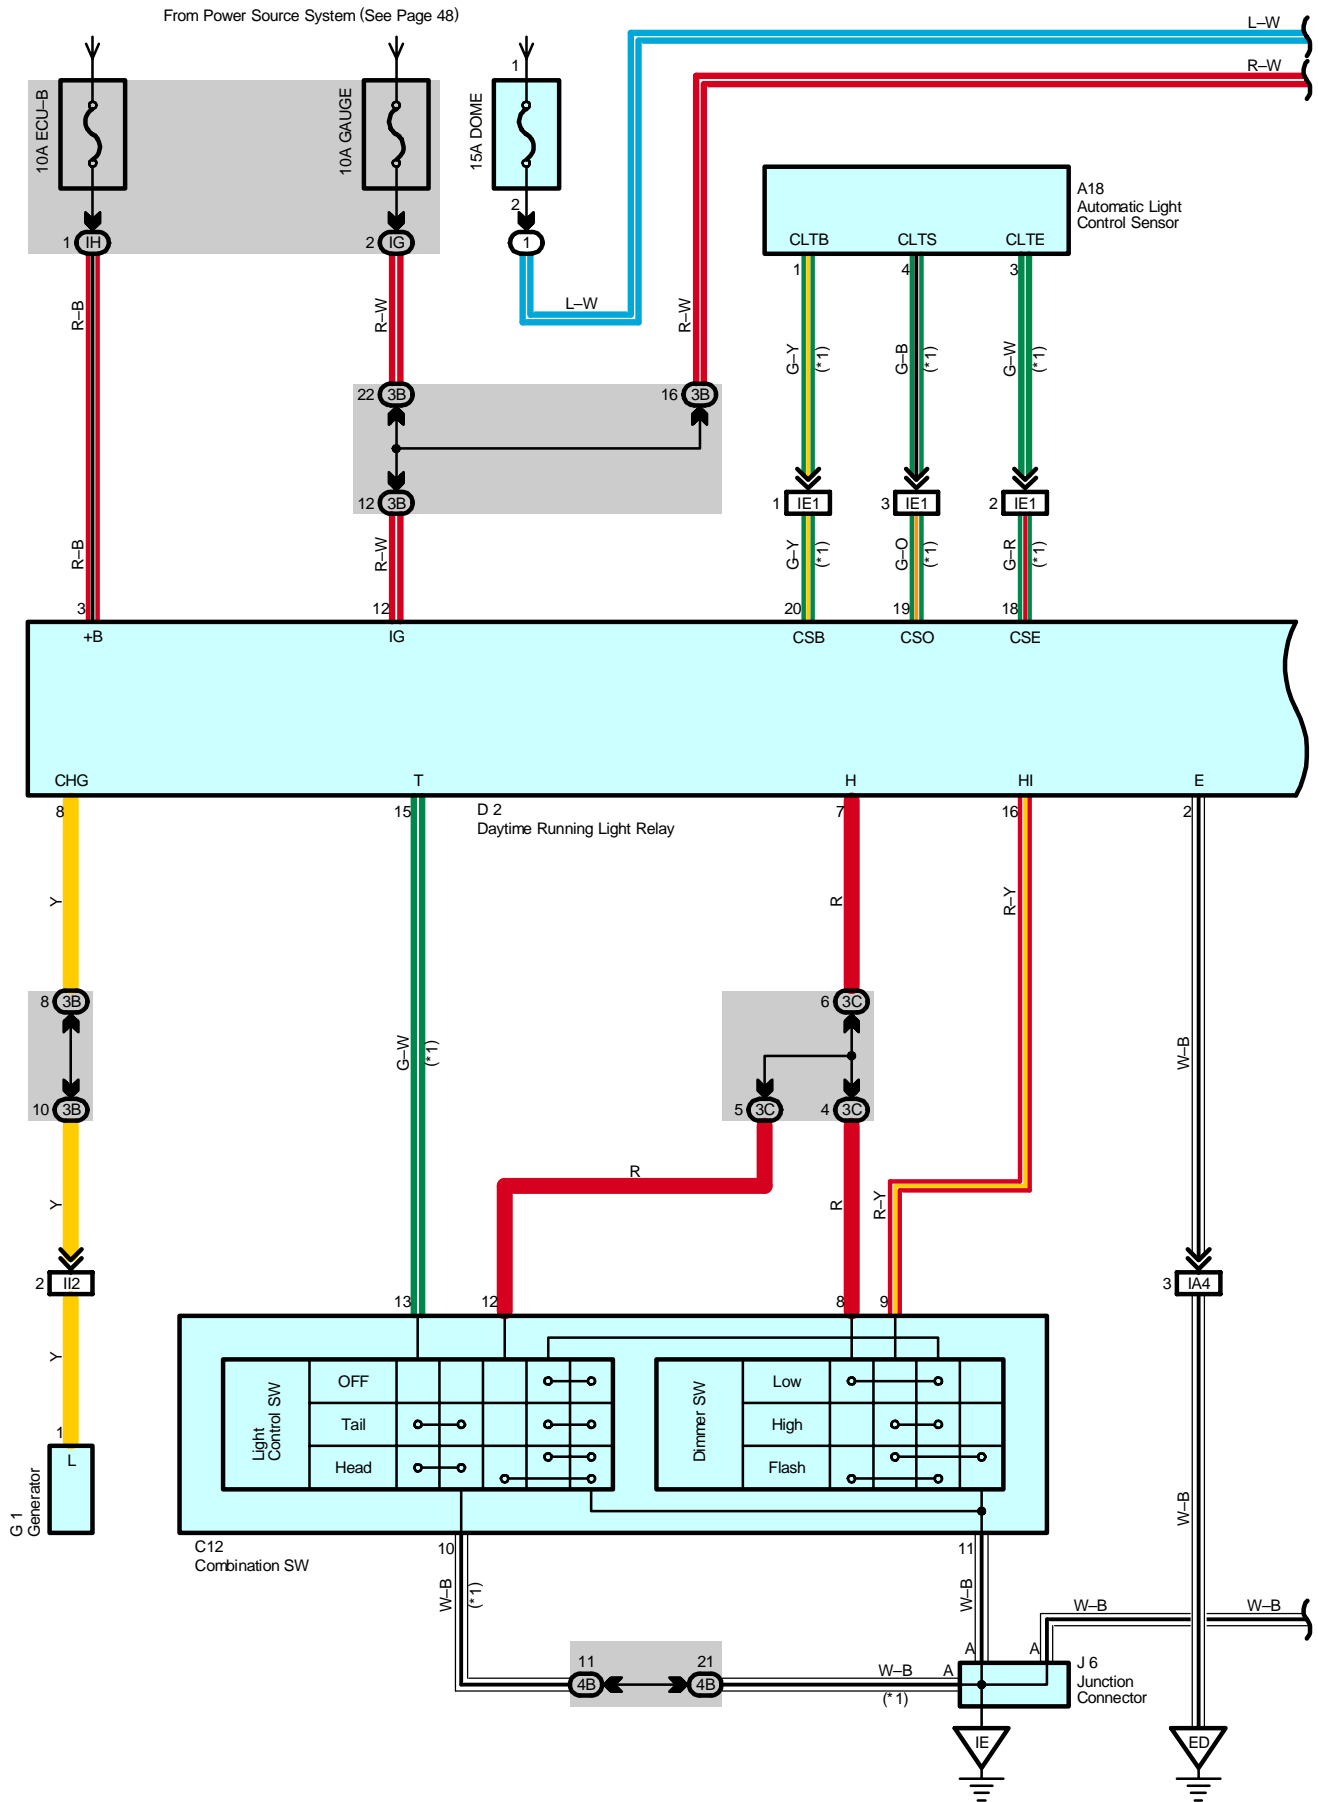 From Power Source System (See Page 48)
L–W
R–W
10A ECU–B
10A GAUGE
15A DOME
1
2
1 IH
2 IG
1
A18
Automatic Light
Control Sensor
CLTB
CLTS
CLTE
1
4
3
R–B
R–W
L–W
R–W
G–Y
(*1)
G–B
(*1)
G–W
(*1)
22 3B
16 3B
12 3B
1 IE1
3 IE1
2 IE1
R–B
R–W
G–Y
(*1)
G–O
(*1)
G–R
(*1)
3
12
20
19
18
+B
IG
CSB
CSO
CSE
CHG
T
H
HI
E
8
15
7
16
2
D 2
Daytime Running Light Relay
Y
R
R–Y
8 3B
6 3C
G–W
(*1)
W–B
10 3B
5 3C
4 3C
R
Y
R
R–Y
2 II2
3 IA4
13
12
8
9
Y
1
L
G 1
Generator
Light
Control SW
OFF
Tail
Head
Dimmer SW
Low
High
Flash
W–B
C12
Combination SW
10
11
W–B
(*1)
W–B
W–B
W–B
11
4B
21
4B
W–B
(*1)
A
A
A
J 6
Junction
Connector
IE
ED